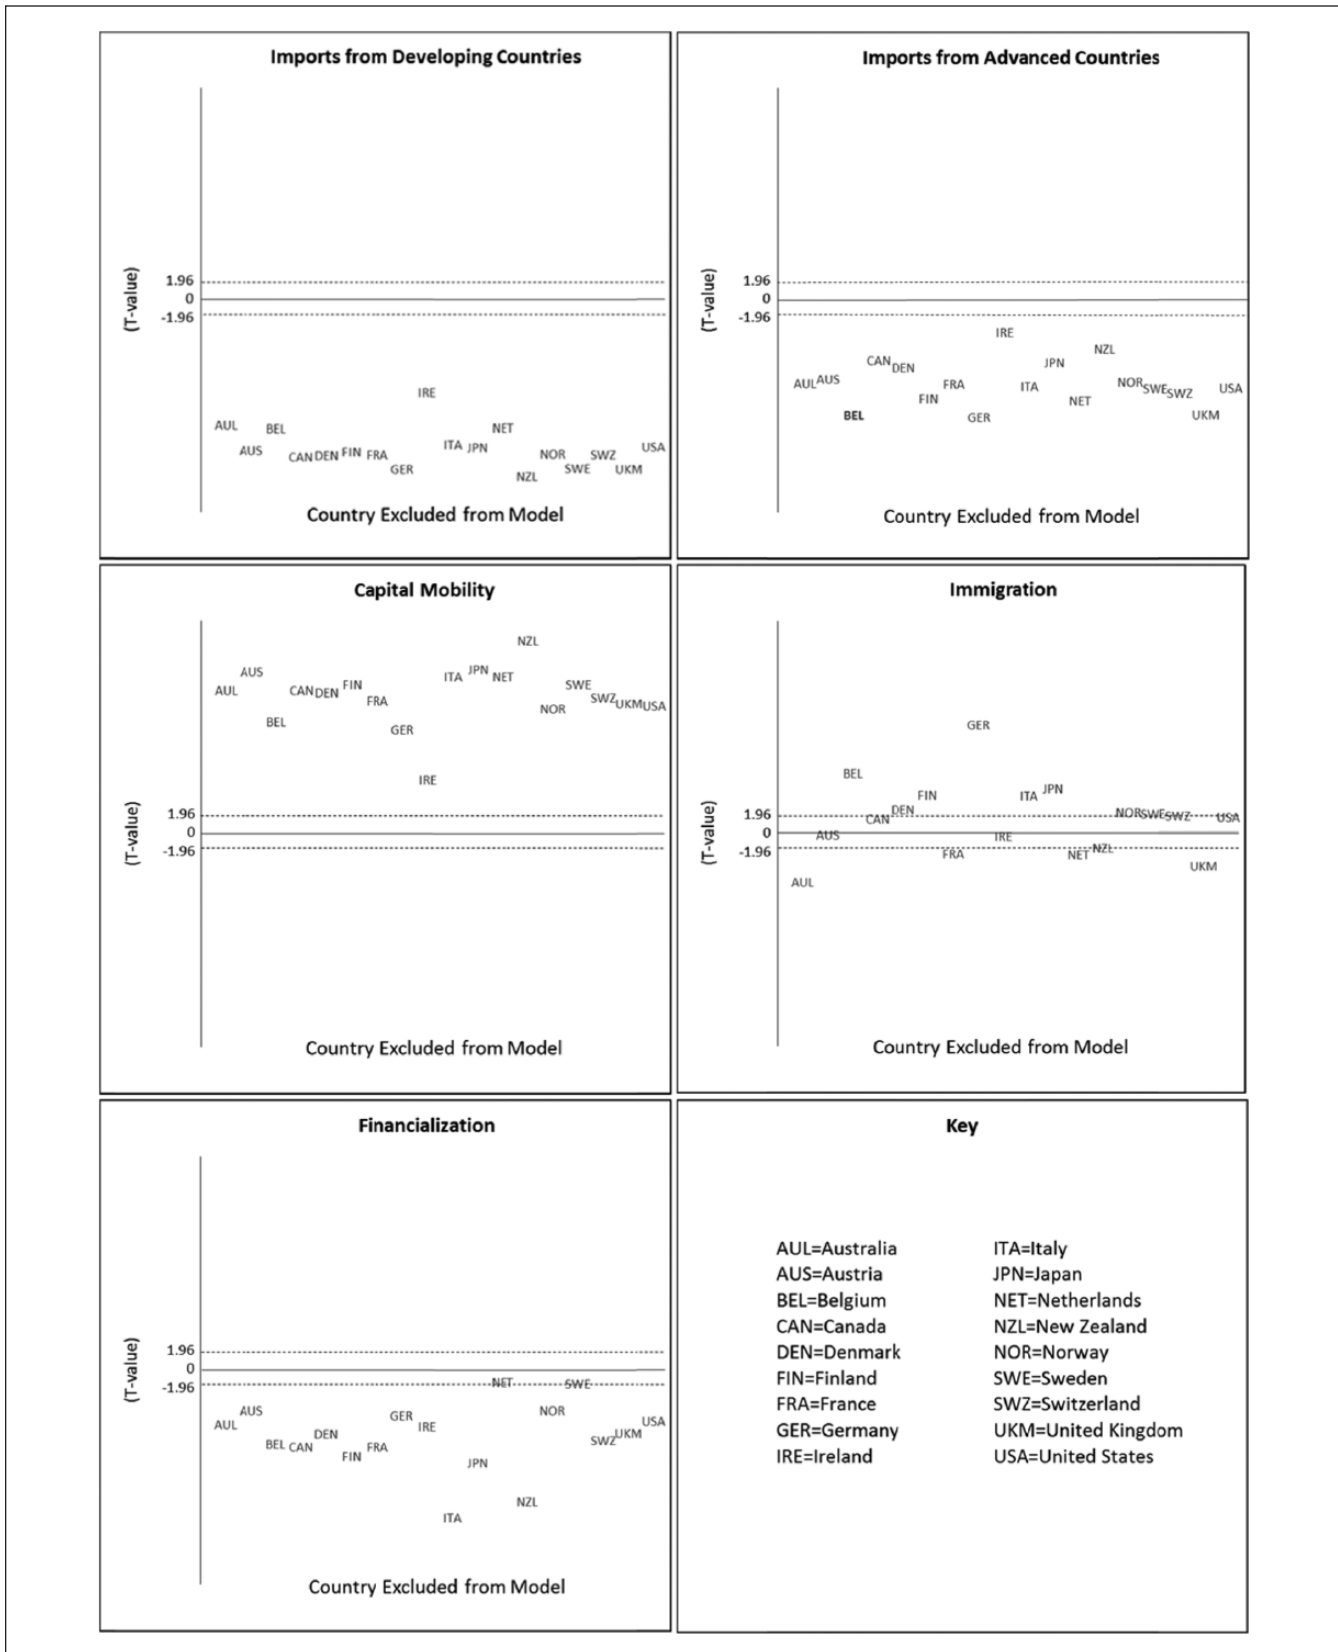 Imports from Developing Countries
(T-value)
1.96
0
-1.96
IRE
AUL BEL NET
AUS CAN DEN FIN FRA ITA JPN NOR SWZ USA
GER NZL SWE UKM
Country Excluded from Model
Imports from Advanced Countries
(T-value)
1.96
0
-1.96
IRE
NZL
CAN DEN JPN
AUL AUS FRA ITA NOR SWE SWZ USA
FIN NET
BEL GER UKM
Country Excluded from Model
Capital Mobility
(T-value)
NZL
AUS ITA JPN NET
AUL CAN DEN FIN SWE
FRA NOR SWZ UKM USA
BEL GER
IRE
1.96
0
-1.96
Country Excluded from Model
Immigration
(T-value)
GER
BEL
FIN ITA JPN
1.96 CAN DEN NOR SWE SWZ USA
0 AUS IRE
-1.96 FRA NET NZL
UKM
AUL
Country Excluded from Model
Financialization
(T-value)
1.96
0
-1.96 NET SWE
AUL AUS GER IRE NOR USA
BEL CAN DEN FIN FRA SWZ UKM
JPN
NZL
ITA
Country Excluded from Model
Key
AUL=Australia
AUS=Austria
BEL=Belgium
CAN=Canada
DEN=Denmark
FIN=Finland
FRA=France
GER=Germany
IRE=Ireland
ITA=Italy
JPN=Japan
NET=Netherlands
NZL=New Zealand
NOR=Norway
SWE=Sweden
SWZ=Switzerland
UKM=United Kingdom
USA=United States